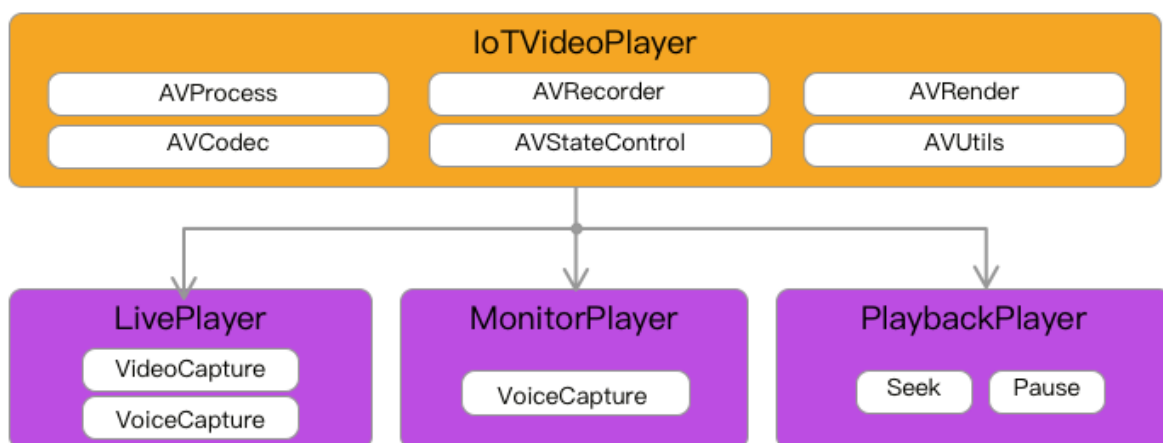 IoTVideoPlayer
AVProcess AVRecorder AVRender
AVCodec AVStateControl AVUtils
LivePlayer MonitorPlayer PlaybackPlayer
VideoCapture
VoiceCapture
VoiceCapture
Seek Pause